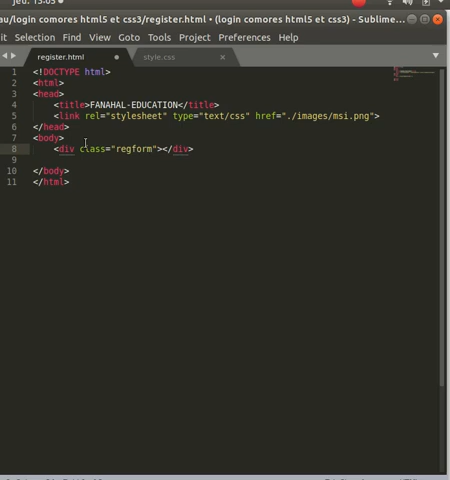 jeu. 13:05
au/login comores html5 et css3/register.html • (login comores html5 et css3) - Sublime...
it Selection Find View Goto Tools Project Preferences Help
register.html style.css
1 <!DOCTYPE html>
2 <html>
3 <head>
4 <title>FANAHAL-EDUCATION</title>
5 <link rel="stylesheet" type="text/css" href="./images/msi.png">
6 </head>
7 <body>
8 <div class="regform"></div>
9
10 </body>
11 </html>